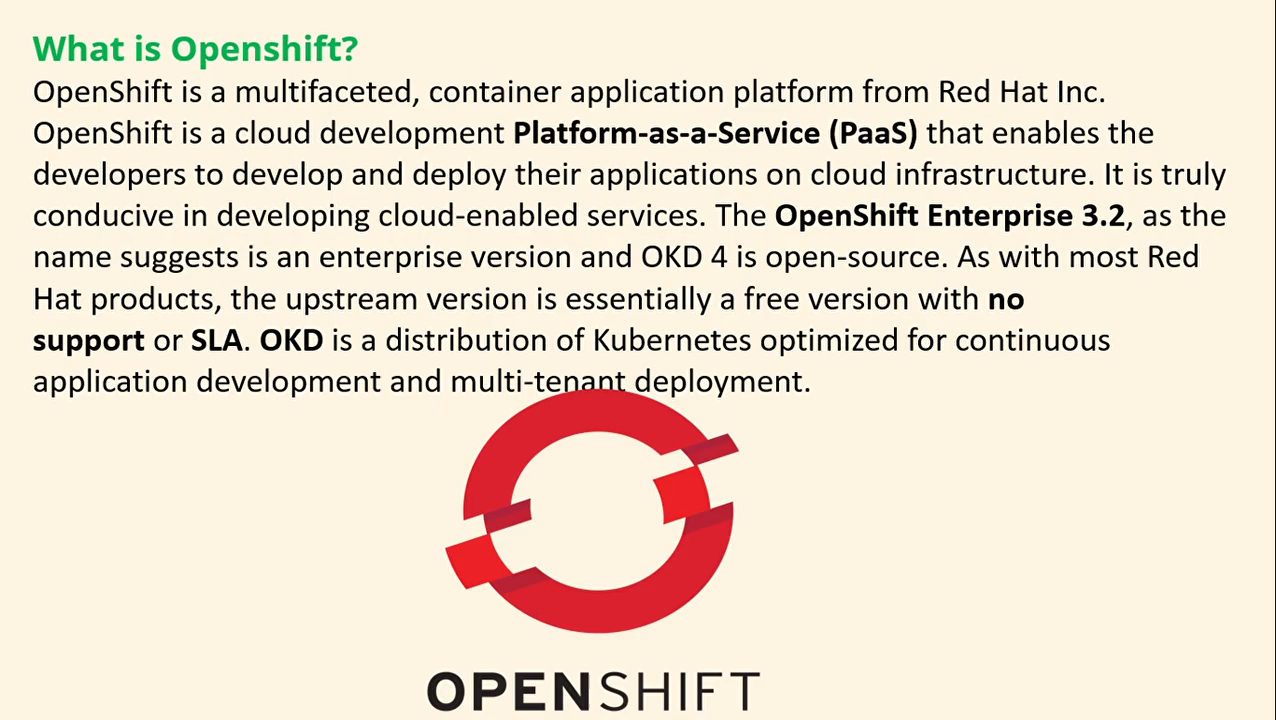 What is Openshift?
OpenShift is a multifaceted, container application platform from Red Hat Inc.
OpenShift is a cloud development Platform-as-a-Service (PaaS) that enables the
developers to develop and deploy their applications on cloud infrastructure. It is truly
conducive in developing cloud-enabled services. The OpenShift Enterprise 3.2, as the
name suggests is an enterprise version and OKD 4 is open-source. As with most Red
Hat products, the upstream version is essentially a free version with no
support or SLA. OKD is a distribution of Kubernetes optimized for continuous
application development and multi-tenant deployment.
OPENSHIFT